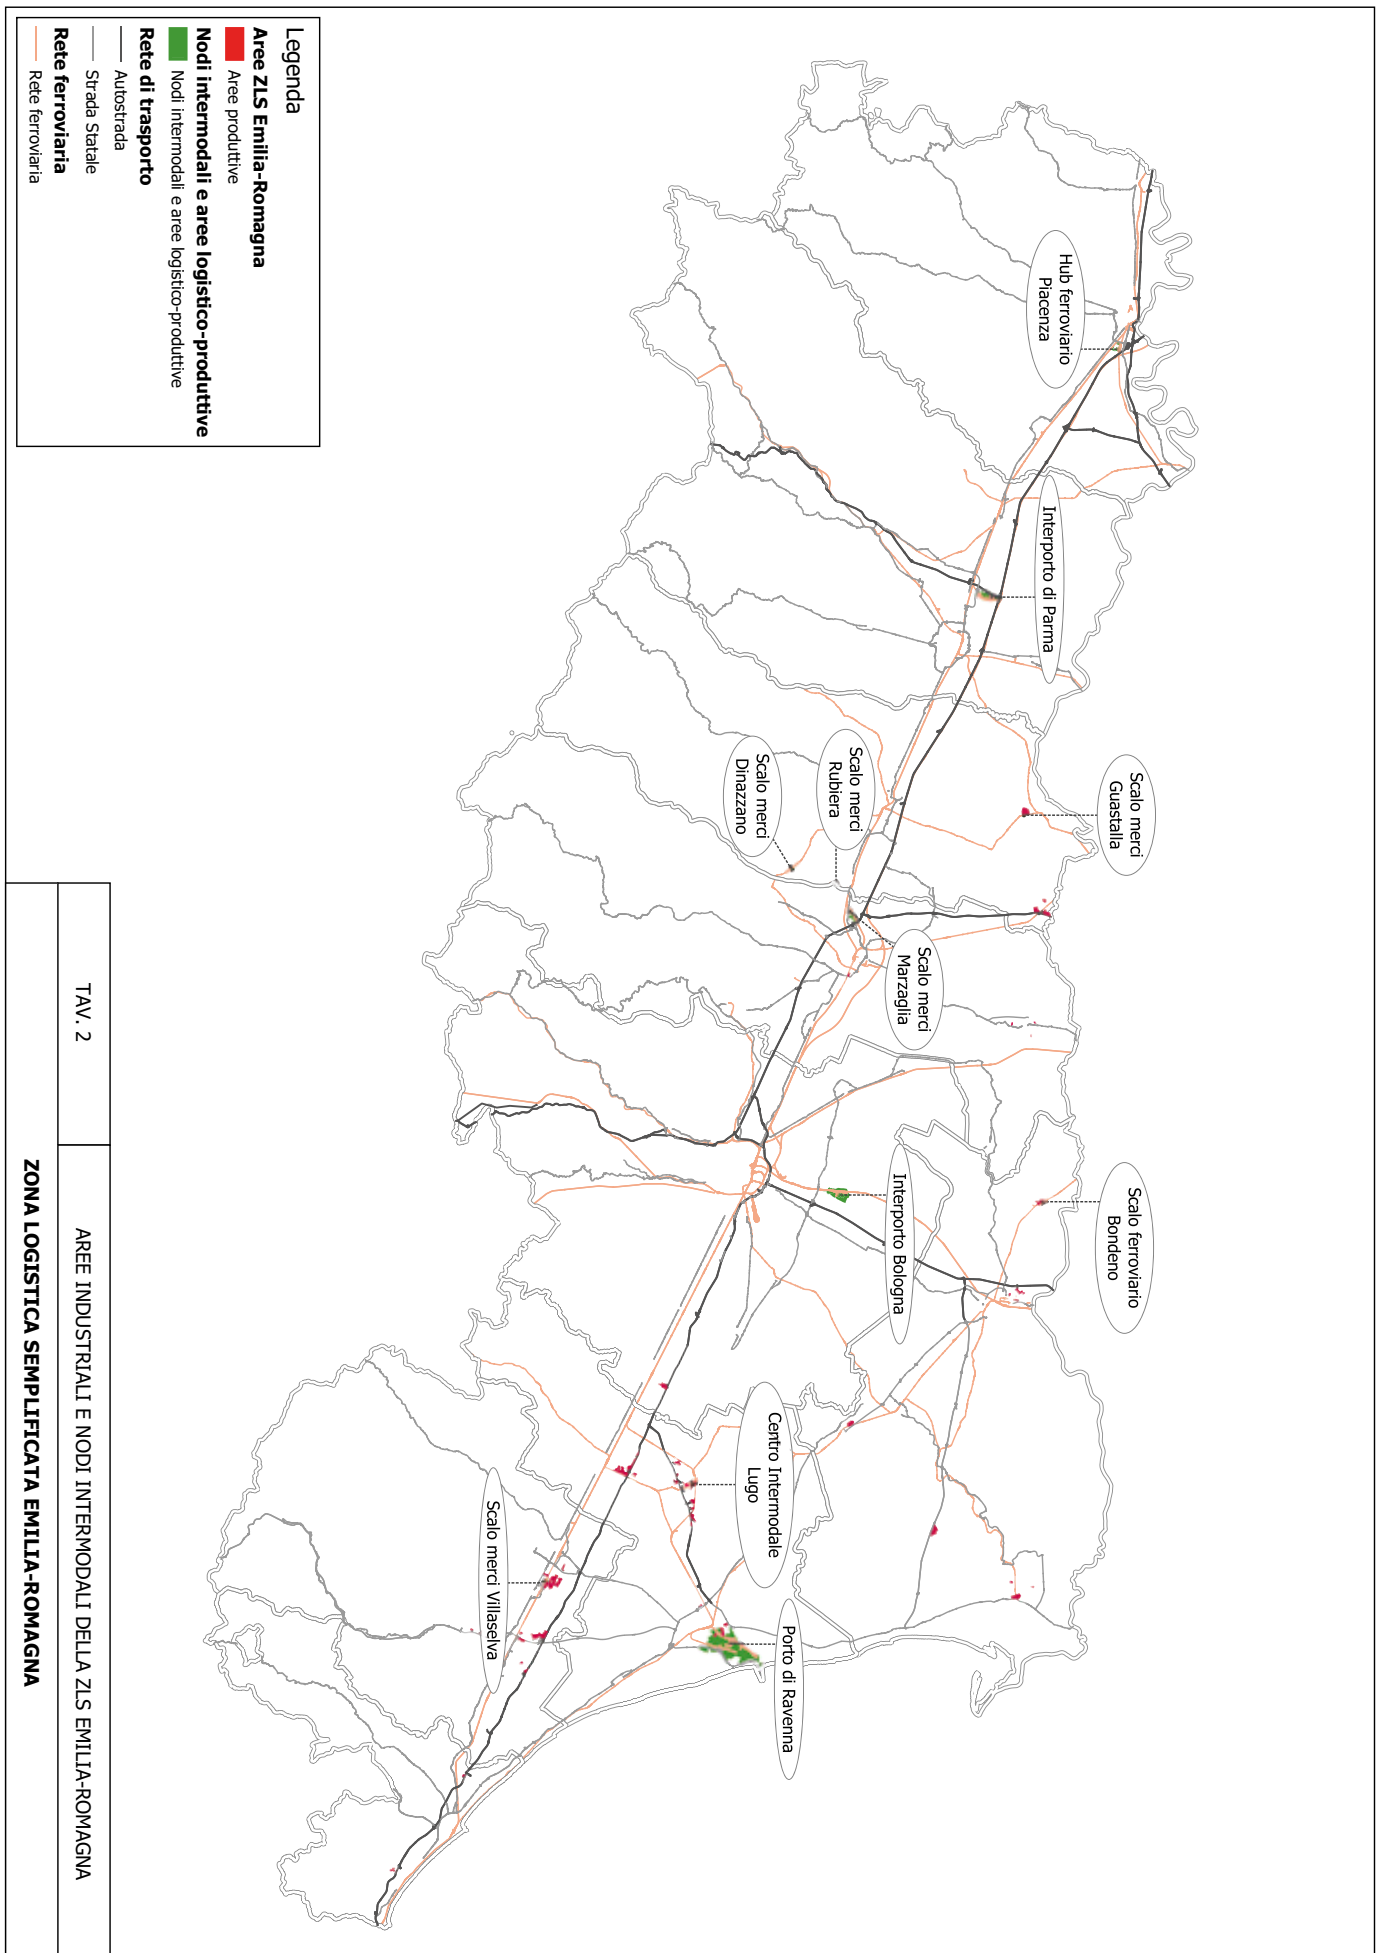 Hub ferroviario
Piacenza
Interporto di Parma
Scalo merci
Guastalla
Scalo merci
Rubiera
Scalo merci
Dinazzano
Scalo merci
Marzaglia
Scalo ferroviario
Bondeno
Interporto Bologna
Centro Intermodale
Lugo
Porto di Ravenna
Scalo merci Villaselva
Legenda
Aree ZLS Emilia-Romagna
Aree produttive
Nodi intermodali e aree logistico-produttive
Nodi intermodali e aree logistico-produttive
Rete di trasporto
Autostrada
Strada Statale
Rete ferroviaria
Rete ferroviaria
TAV. 2
AREE INDUSTRIALI E NODI INTERMODALI DELLA ZLS EMILIA-ROMAGNA
ZONA LOGISTICA SEMPLIFICATA EMILIA-ROMAGNA